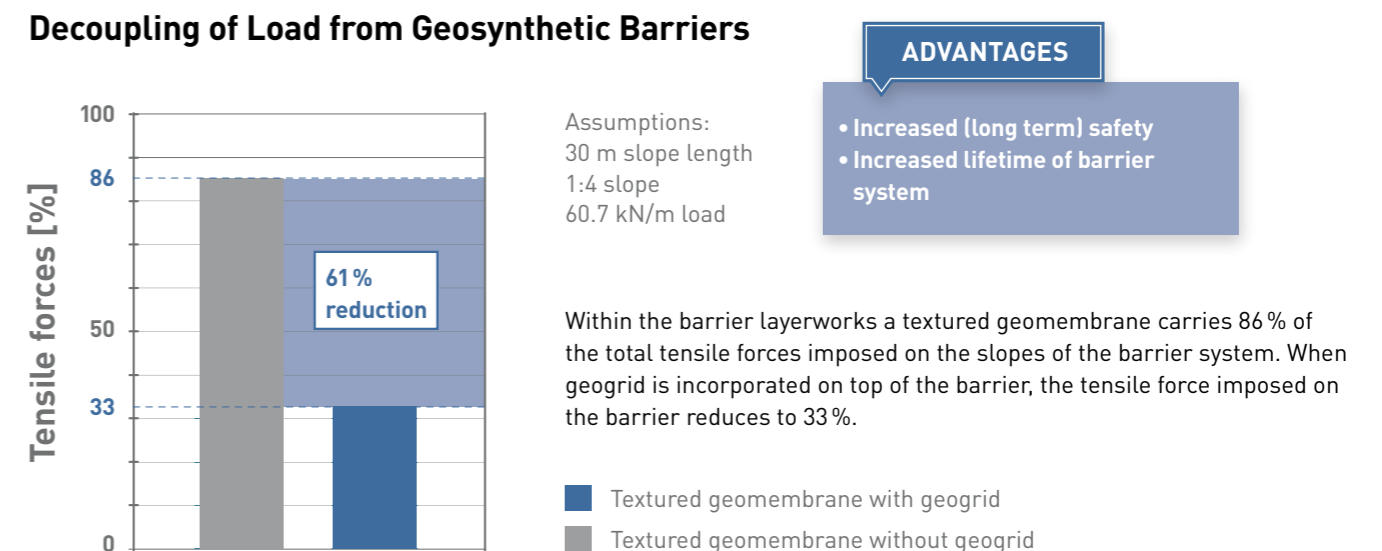 Decoupling of Load from Geosynthetic Barriers
ADVANTAGES
• Increased (long term) safety
• Increased lifetime of barrier
system
Assumptions:
30 m slope length
1:4 slope
60.7 kN/m load
Tensile forces [%]
100
86
50
33
0
61 %
reduction
Within the barrier layerworks a textured geomembrane carries 86 % of
the total tensile forces imposed on the slopes of the barrier system. When
geogrid is incorporated on top of the barrier, the tensile force imposed on
the barrier reduces to 33 %.
Textured geomembrane with geogrid
Textured geomembrane without geogrid